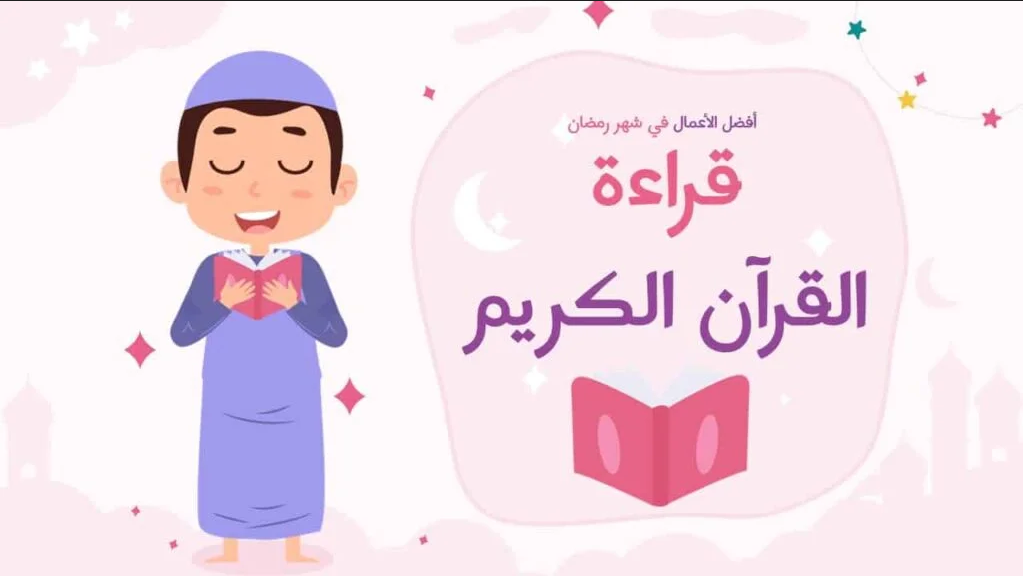 أفضل الأعمال في شهر رمضان
قراءة
القرآن الكريم